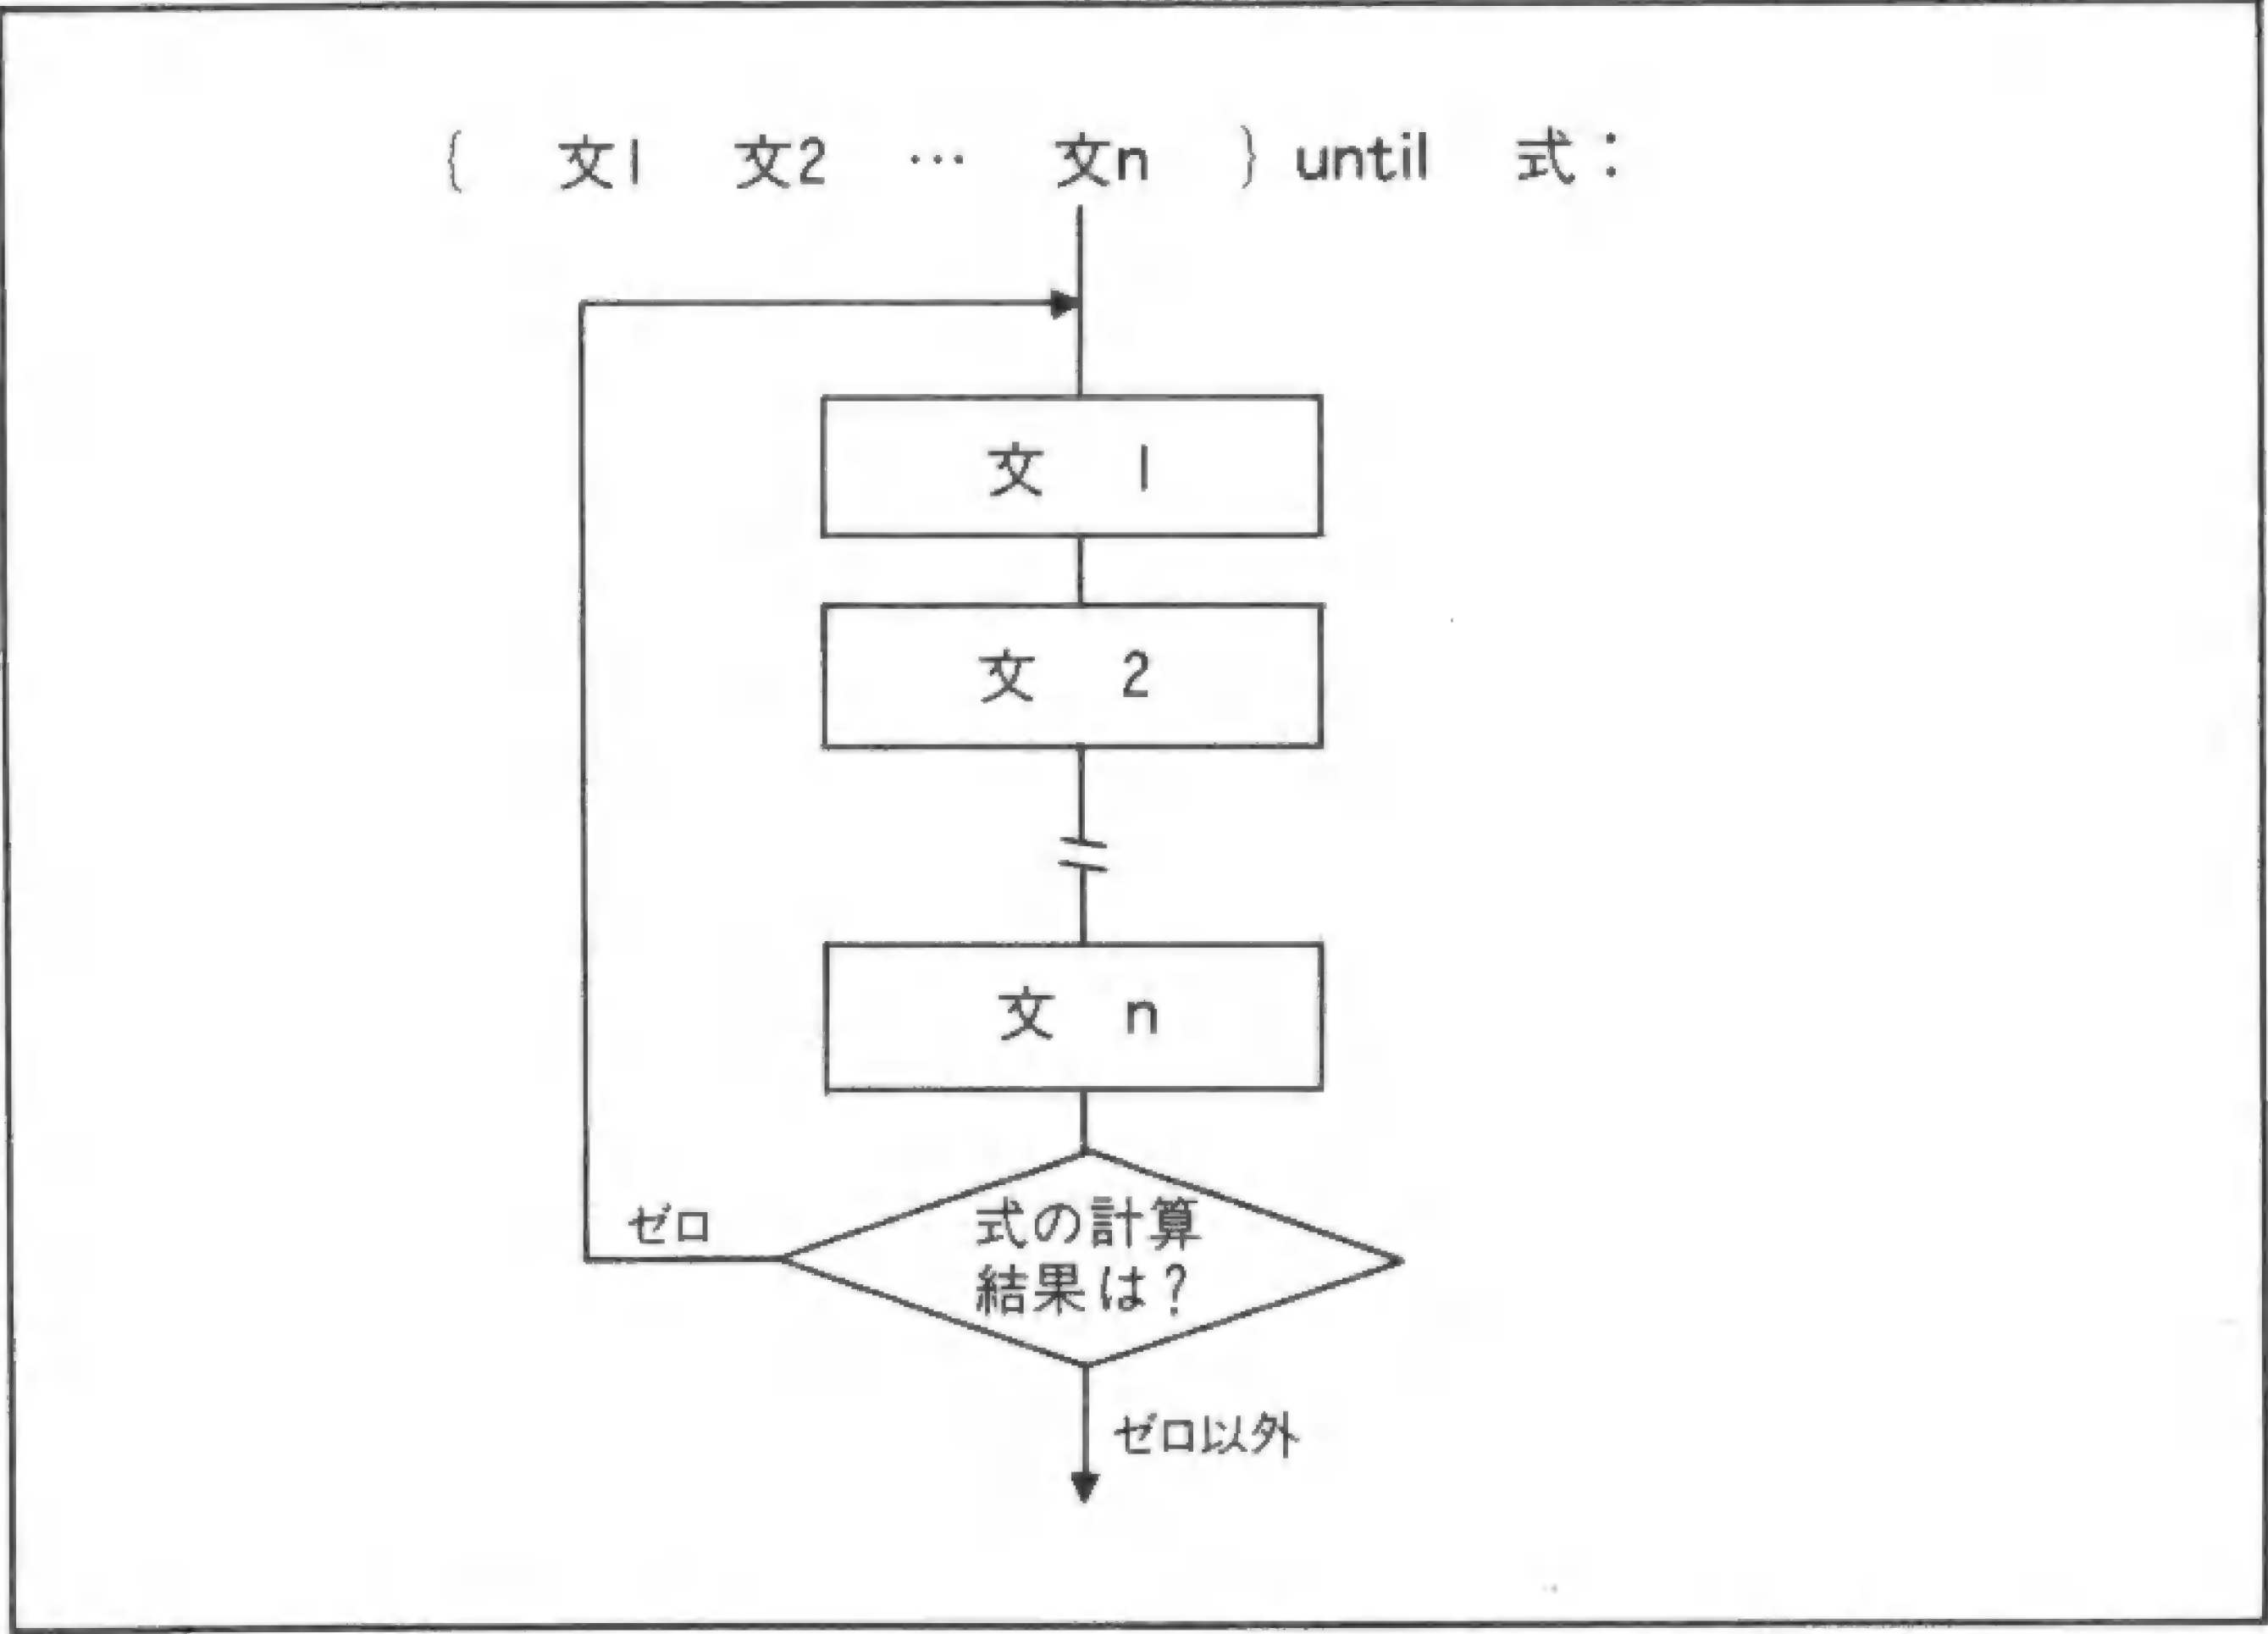 { 文1 文2 … 文n } until 式:
文 1
文 2
文 n
式の計算
結果は?
ゼロ
ゼロ以外